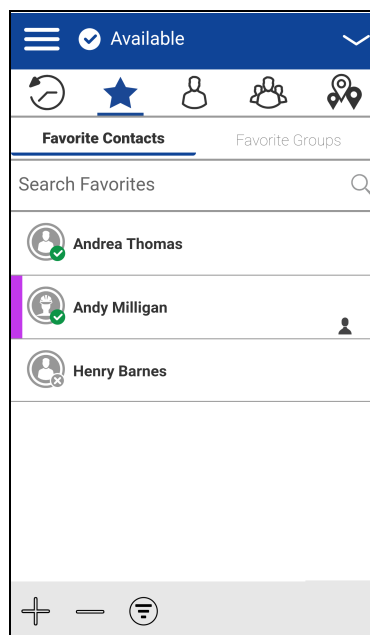 Available
Favorite Contacts
Favorite Groups
Search Favorites
Andrea Thomas
Andy Milligan
Henry Barnes